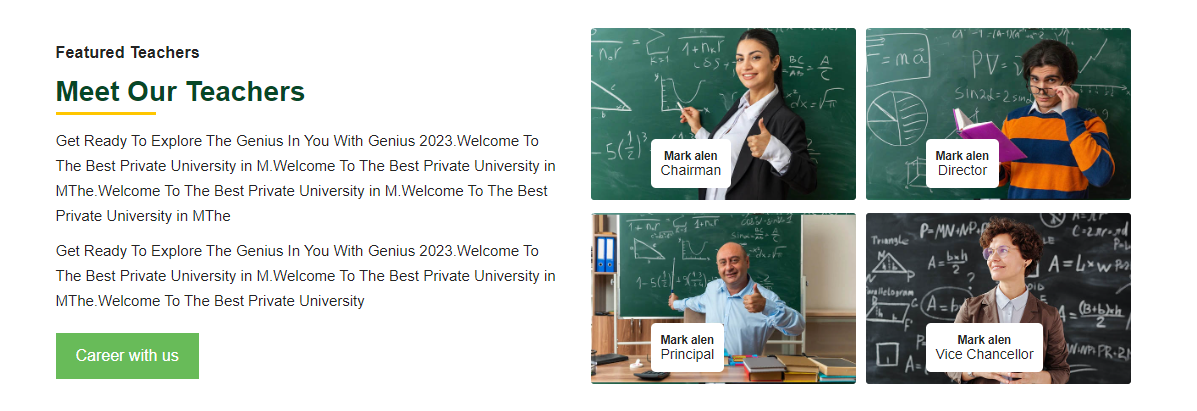 Featured Teachers
Meet Our Teachers
Get Ready To Explore The Genius In You With Genius 2023.Welcome To
The Best Private University in M.Welcome To The Best Private University in
MThe.Welcome To The Best Private University in M.Welcome To The Best
Private University in MThe
Get Ready To Explore The Genius In You With Genius 2023.Welcome To
The Best Private University in M.Welcome To The Best Private University in
MThe.Welcome To The Best Private University
Career with us
Mark alen
Chairman
Mark alen
Director
F=ma
PV=
Mark alen
Principal
Mark alen
Vice Chancellor
Triangle
Parallelogram